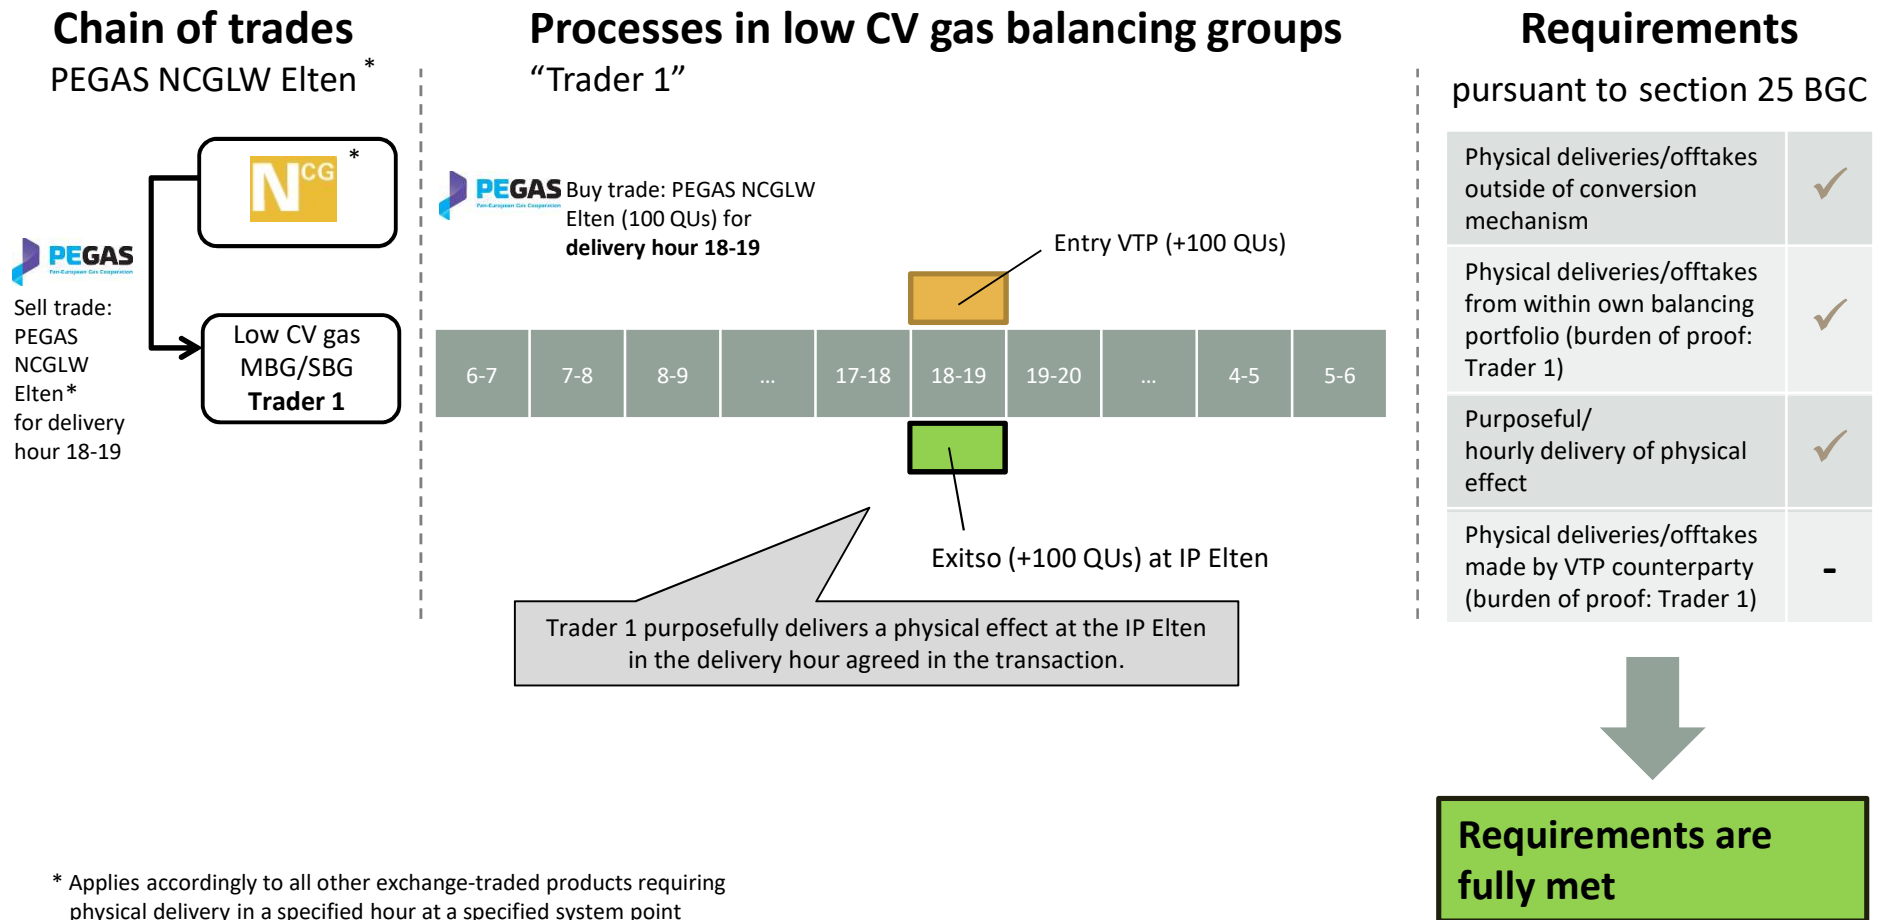 Chain of trades
PEGAS NCGLW Elten *
NCG
*
PEGAS
Pan-European Gas Cooperation
Sell trade:
PEGAS
NCGLW
Elten*
for delivery
hour 18-19
Low CV gas
MBG/SBG
Trader 1
Processes in low CV gas balancing groups
“Trader 1”
PEGAS
Pan-European Gas Cooperation
Buy trade: PEGAS NCGLW
Elten (100 QUs) for
delivery hour 18-19
Entry VTP (+100 QUs)
6-7 7-8 8-9 ... 17-18 18-19 19-20 ... 4-5 5-6
Exitso (+100 QUs) at IP Elten
Trader 1 purposefully delivers a physical effect at the IP Elten
in the delivery hour agreed in the transaction.
Requirements
pursuant to section 25 BGC
Physical deliveries/offtakes
outside of conversion
mechanism
✓
Physical deliveries/offtakes
from within own balancing
portfolio (burden of proof:
Trader 1)
✓
Purposeful/
hourly delivery of physical
effect
✓
Physical deliveries/offtakes
made by VTP counterparty
(burden of proof: Trader 1)
-
Requirements are
fully met
* Applies accordingly to all other exchange-traded products requiring
physical delivery in a specified hour at a specified system point